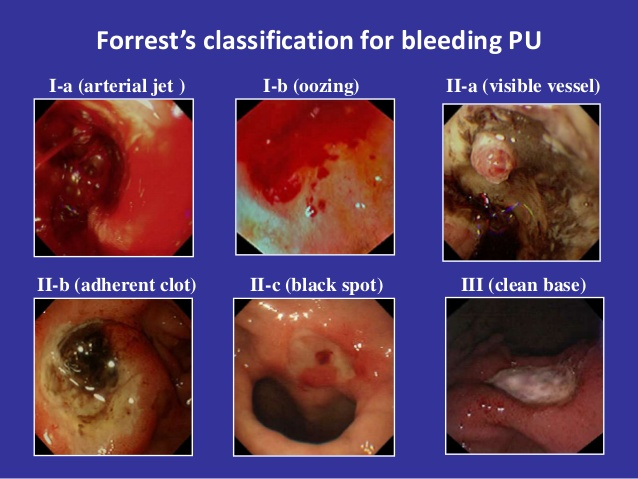 Forrest's classification for bleeding PU
I-a (arterial jet )
I-b (oozing)
II-a (visible vessel)
II-b (adherent clot)
II-c (black spot)
III (clean base)